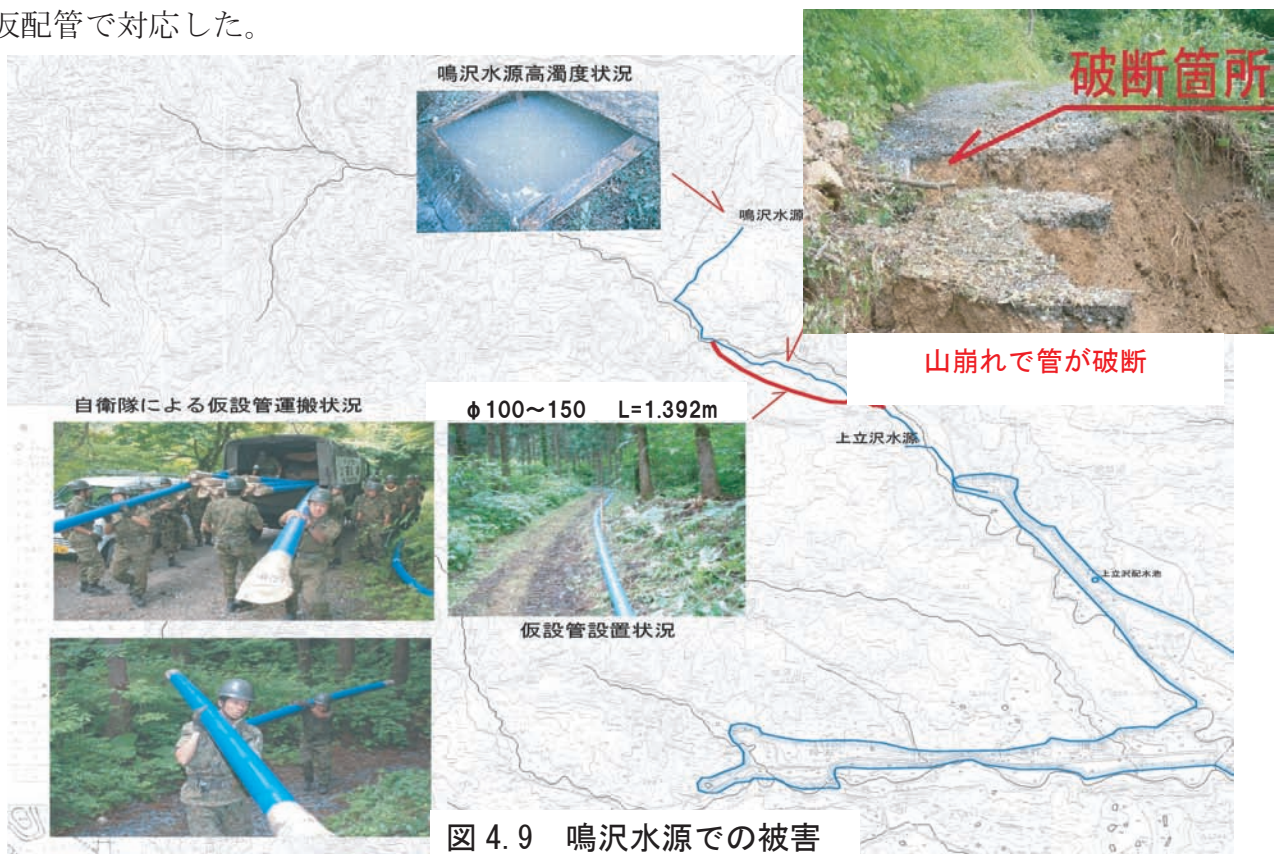 仮配管で対応した。
鳴沢水源高濁度状況
破断箇所
鳴沢水源
山崩れで管が破断
自衛隊による仮設管運搬状況
φ100~150 L=1.392m
上立沢水源
上立沢配水池
仮設管設置状況
図 4.9 鳴沢水源での被害